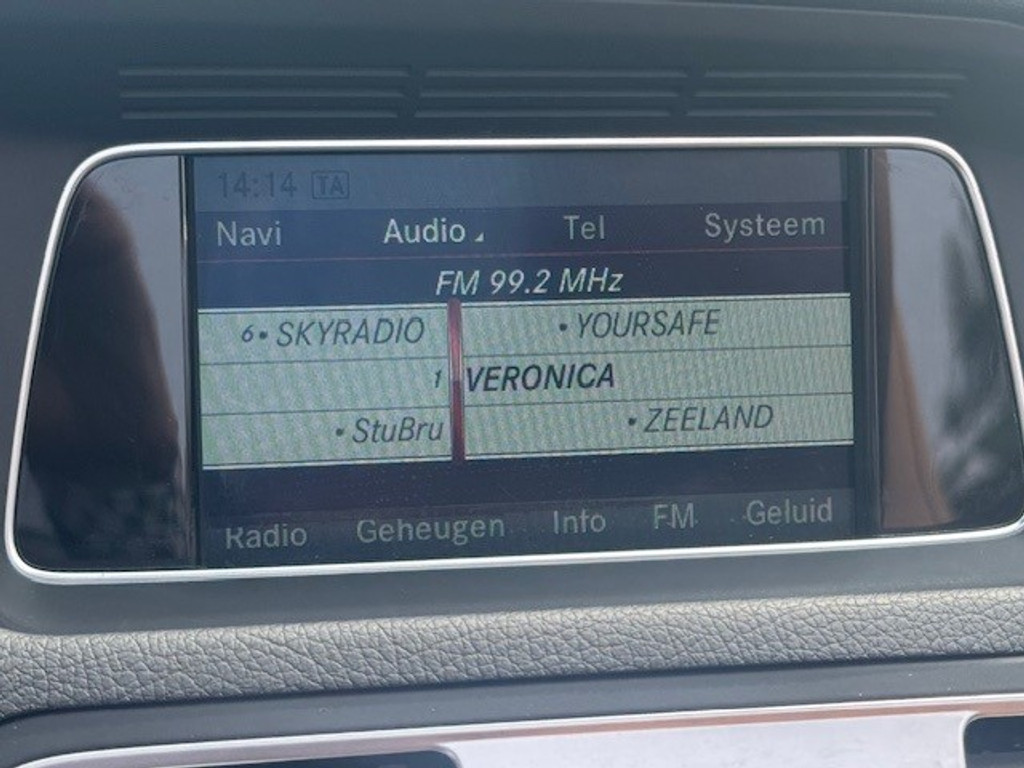 14:14 TA
Navi Audio Tel Systeem
FM 99.2 MHz
6• SKYRADIO • YOURSAFE
1 VERONICA
• StuBru • ZEELAND
Radio Geheugen Info FM Geluid